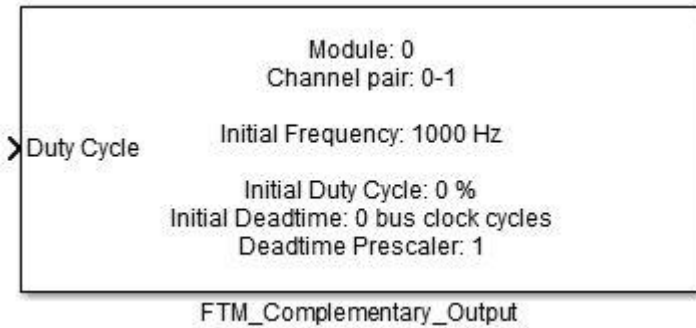 Module: 0
Channel pair: 0-1
Duty Cycle
Initial Frequency: 1000 Hz
Initial Duty Cycle: 0 %
Initial Deadtime: 0 bus clock cycles
Deadtime Prescaler: 1
FTM_Complementary_Output